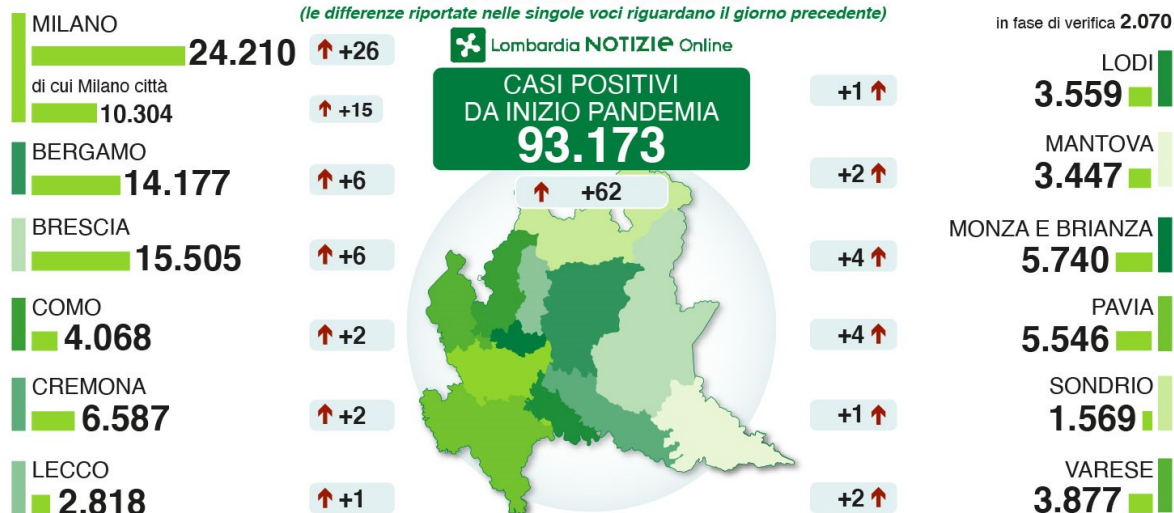 (le differenze riportate nelle singole voci riguardano il giorno precedente)
Lombardia NOTIZIE Online
CASI POSITIVI
DA INIZIO PANDEMIA
93.173
+62
in fase di verifica 2.070
MILANO
24.210
+26
di cui Milano città
10.304
+15
BERGAMO
14.177
+6
BRESCIA
15.505
+6
COMO
4.068
+2
CREMONA
6.587
+2
LECCO
2.818
+1
LODI
+1
3.559
MANTOVA
+2
3.447
MONZA E BRIANZA
+4
5.740
PAVIA
+4
5.546
SONDRIO
+1
1.569
VARESE
+2
3.877